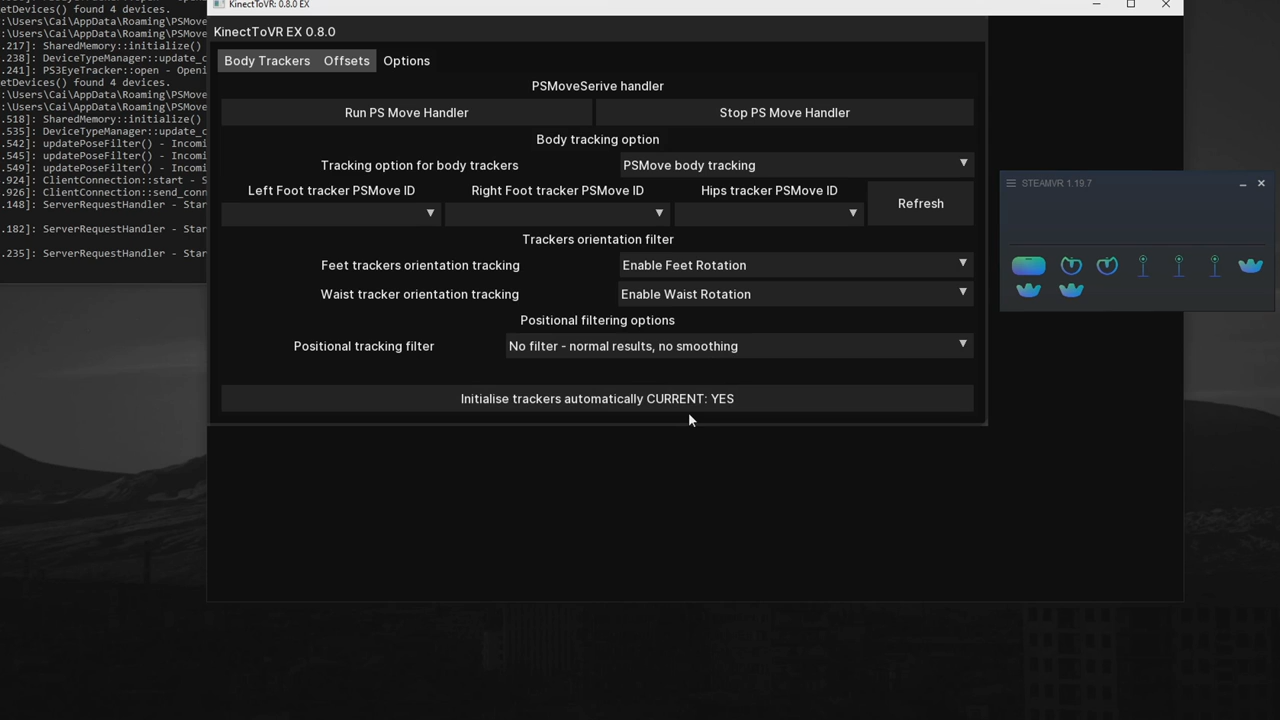 KinectToVR: 0.8.0 EX
etDevices() found 4 devices.
:\Users\Cai\AppData\Roaming\PSMove
:\Users\Cai\AppData\Roaming\PSMove
.217]: SharedMemory::initialize()
.238]: DeviceTypeManager::update_c
.241]: PS3EyeTracker::open - Openi
etDevices() found 4 devices.
:\Users\Cai\AppData\Roaming\PSMove
:\Users\Cai\AppData\Roaming\PSMove
.518]: SharedMemory::initialize()
.535]: DeviceTypeManager::update_c
.542]: updatePoseFilter() - Incomi
.545]: updatePoseFilter() - Incomi
.549]: updatePoseFilter() - Incomi
.924]: ClientConnection::start - S
.926]: ClientConnection::send_conn
.148]: ServerRequestHandler - Star
.182]: ServerRequestHandler - Star
.235]: ServerRequestHandler - Star
KinectToVR EX 0.8.0
Body Trackers Offsets Options
PSMoveSerive handler
Run PS Move Handler Stop PS Move Handler
Body tracking option
Tracking option for body trackers PSMove body tracking
Left Foot tracker PSMove ID Right Foot tracker PSMove ID Hips tracker PSMove ID
Refresh
Trackers orientation filter
Feet trackers orientation tracking Enable Feet Rotation
Waist tracker orientation tracking Enable Waist Rotation
Positional filtering options
Positional tracking filter No filter - normal results, no smoothing
Initialise trackers automatically CURRENT: YES
STEAMVR 1.19.7